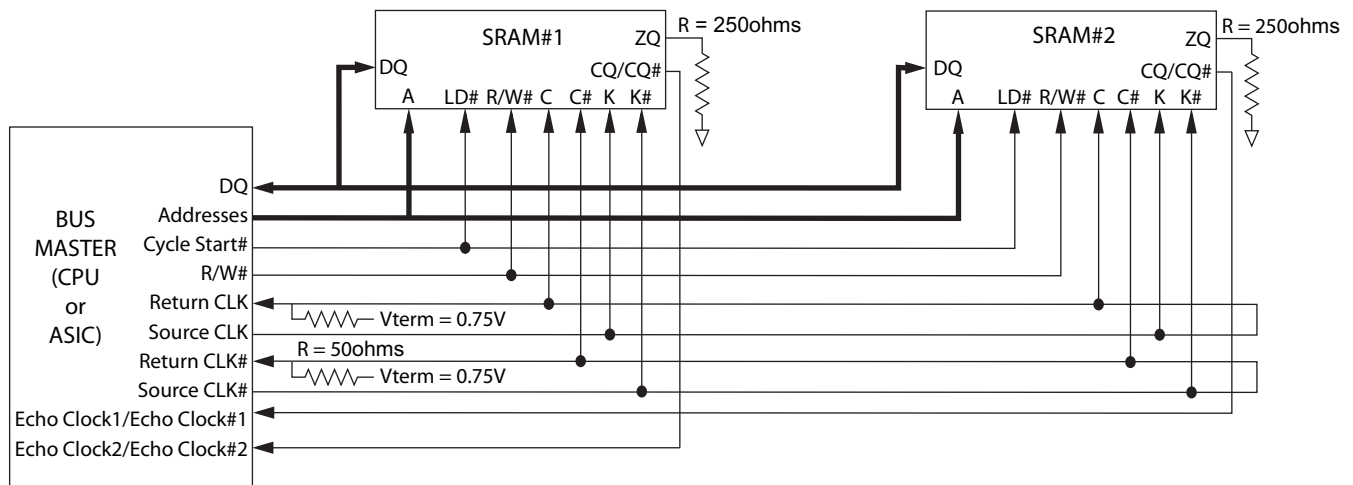 SRAM#1
ZQ
R = 250ohms
DQ
CQ/CQ#
A LD# R/W# C C# K K#
SRAM#2
ZQ
R = 250ohms
DQ
CQ/CQ#
A LD# R/W# C C# K K#
BUS
MASTER
(CPU
or
ASIC)
DQ
Addresses
Cycle Start#
R/W#
Return CLK
Vterm = 0.75V
Source CLK
R = 50ohms
Return CLK#
Vterm = 0.75V
Source CLK#
Echo Clock1/Echo Clock#1
Echo Clock2/Echo Clock#2